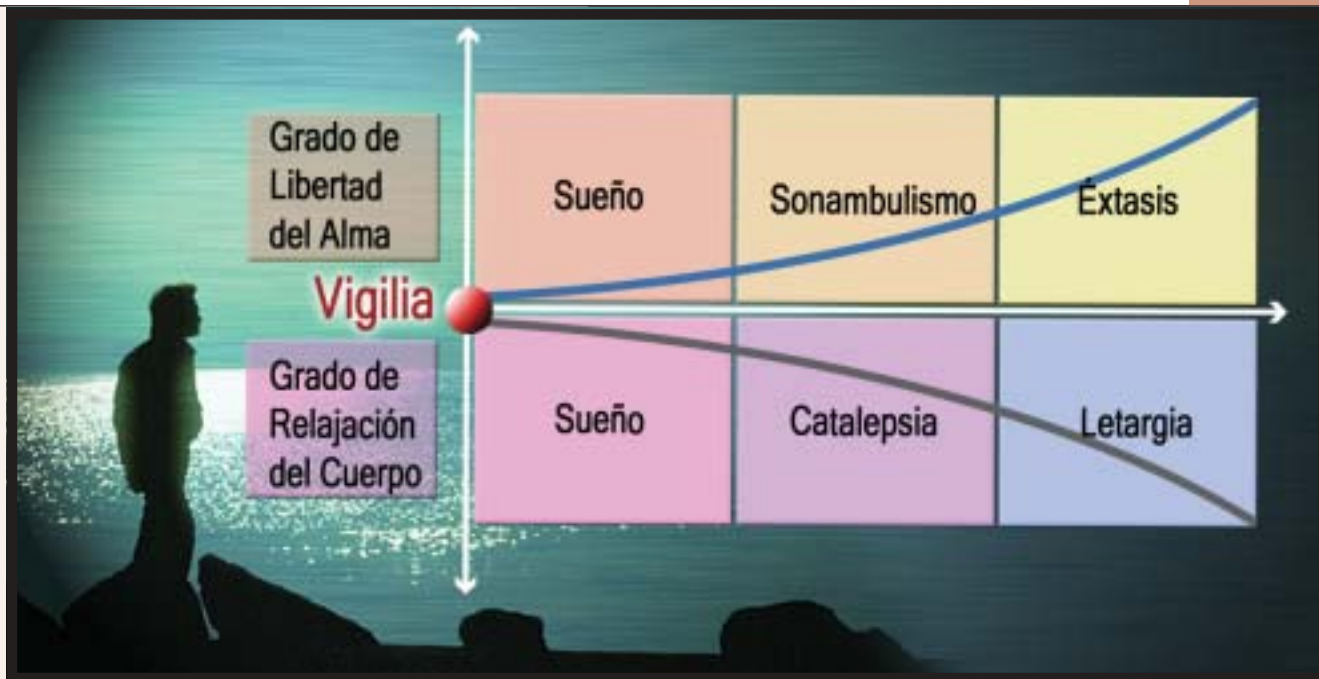 Grado de
Libertad
del Alma
Sueño
Sonambulismo
Éxtasis
Vigilia
Grado de
Relajación
del Cuerpo
Sueño
Catalepsia
Letargia